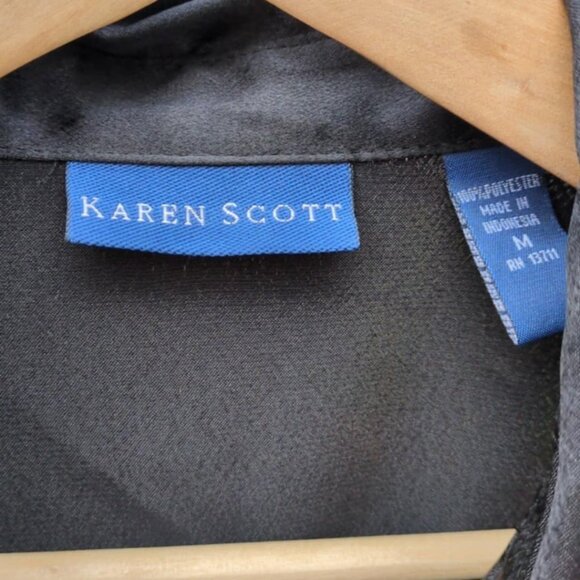 KAREN SCOTT
100% POLYESTER
MADE IN
INDONESIA
M
RN 13711